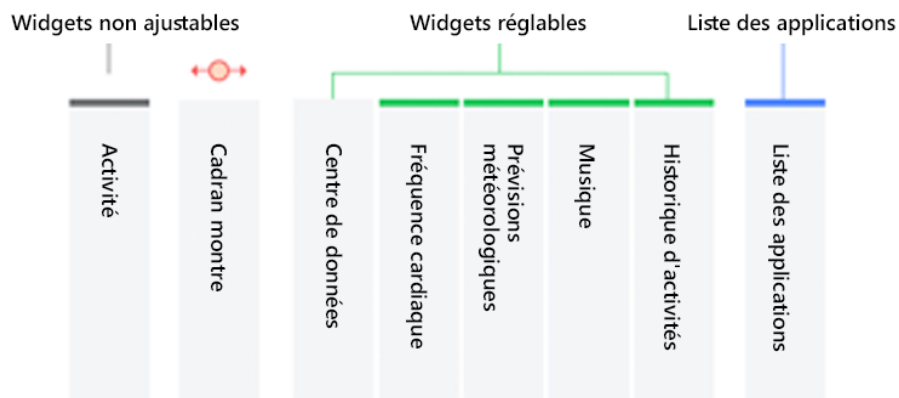 Widgets non ajustables
Widgets réglables
Liste des applications
Activité
Cadran montre
Centre de données
Fréquence cardiaque
Prévisions
météorologiques
Musique
Historique d'activités
Liste des applications